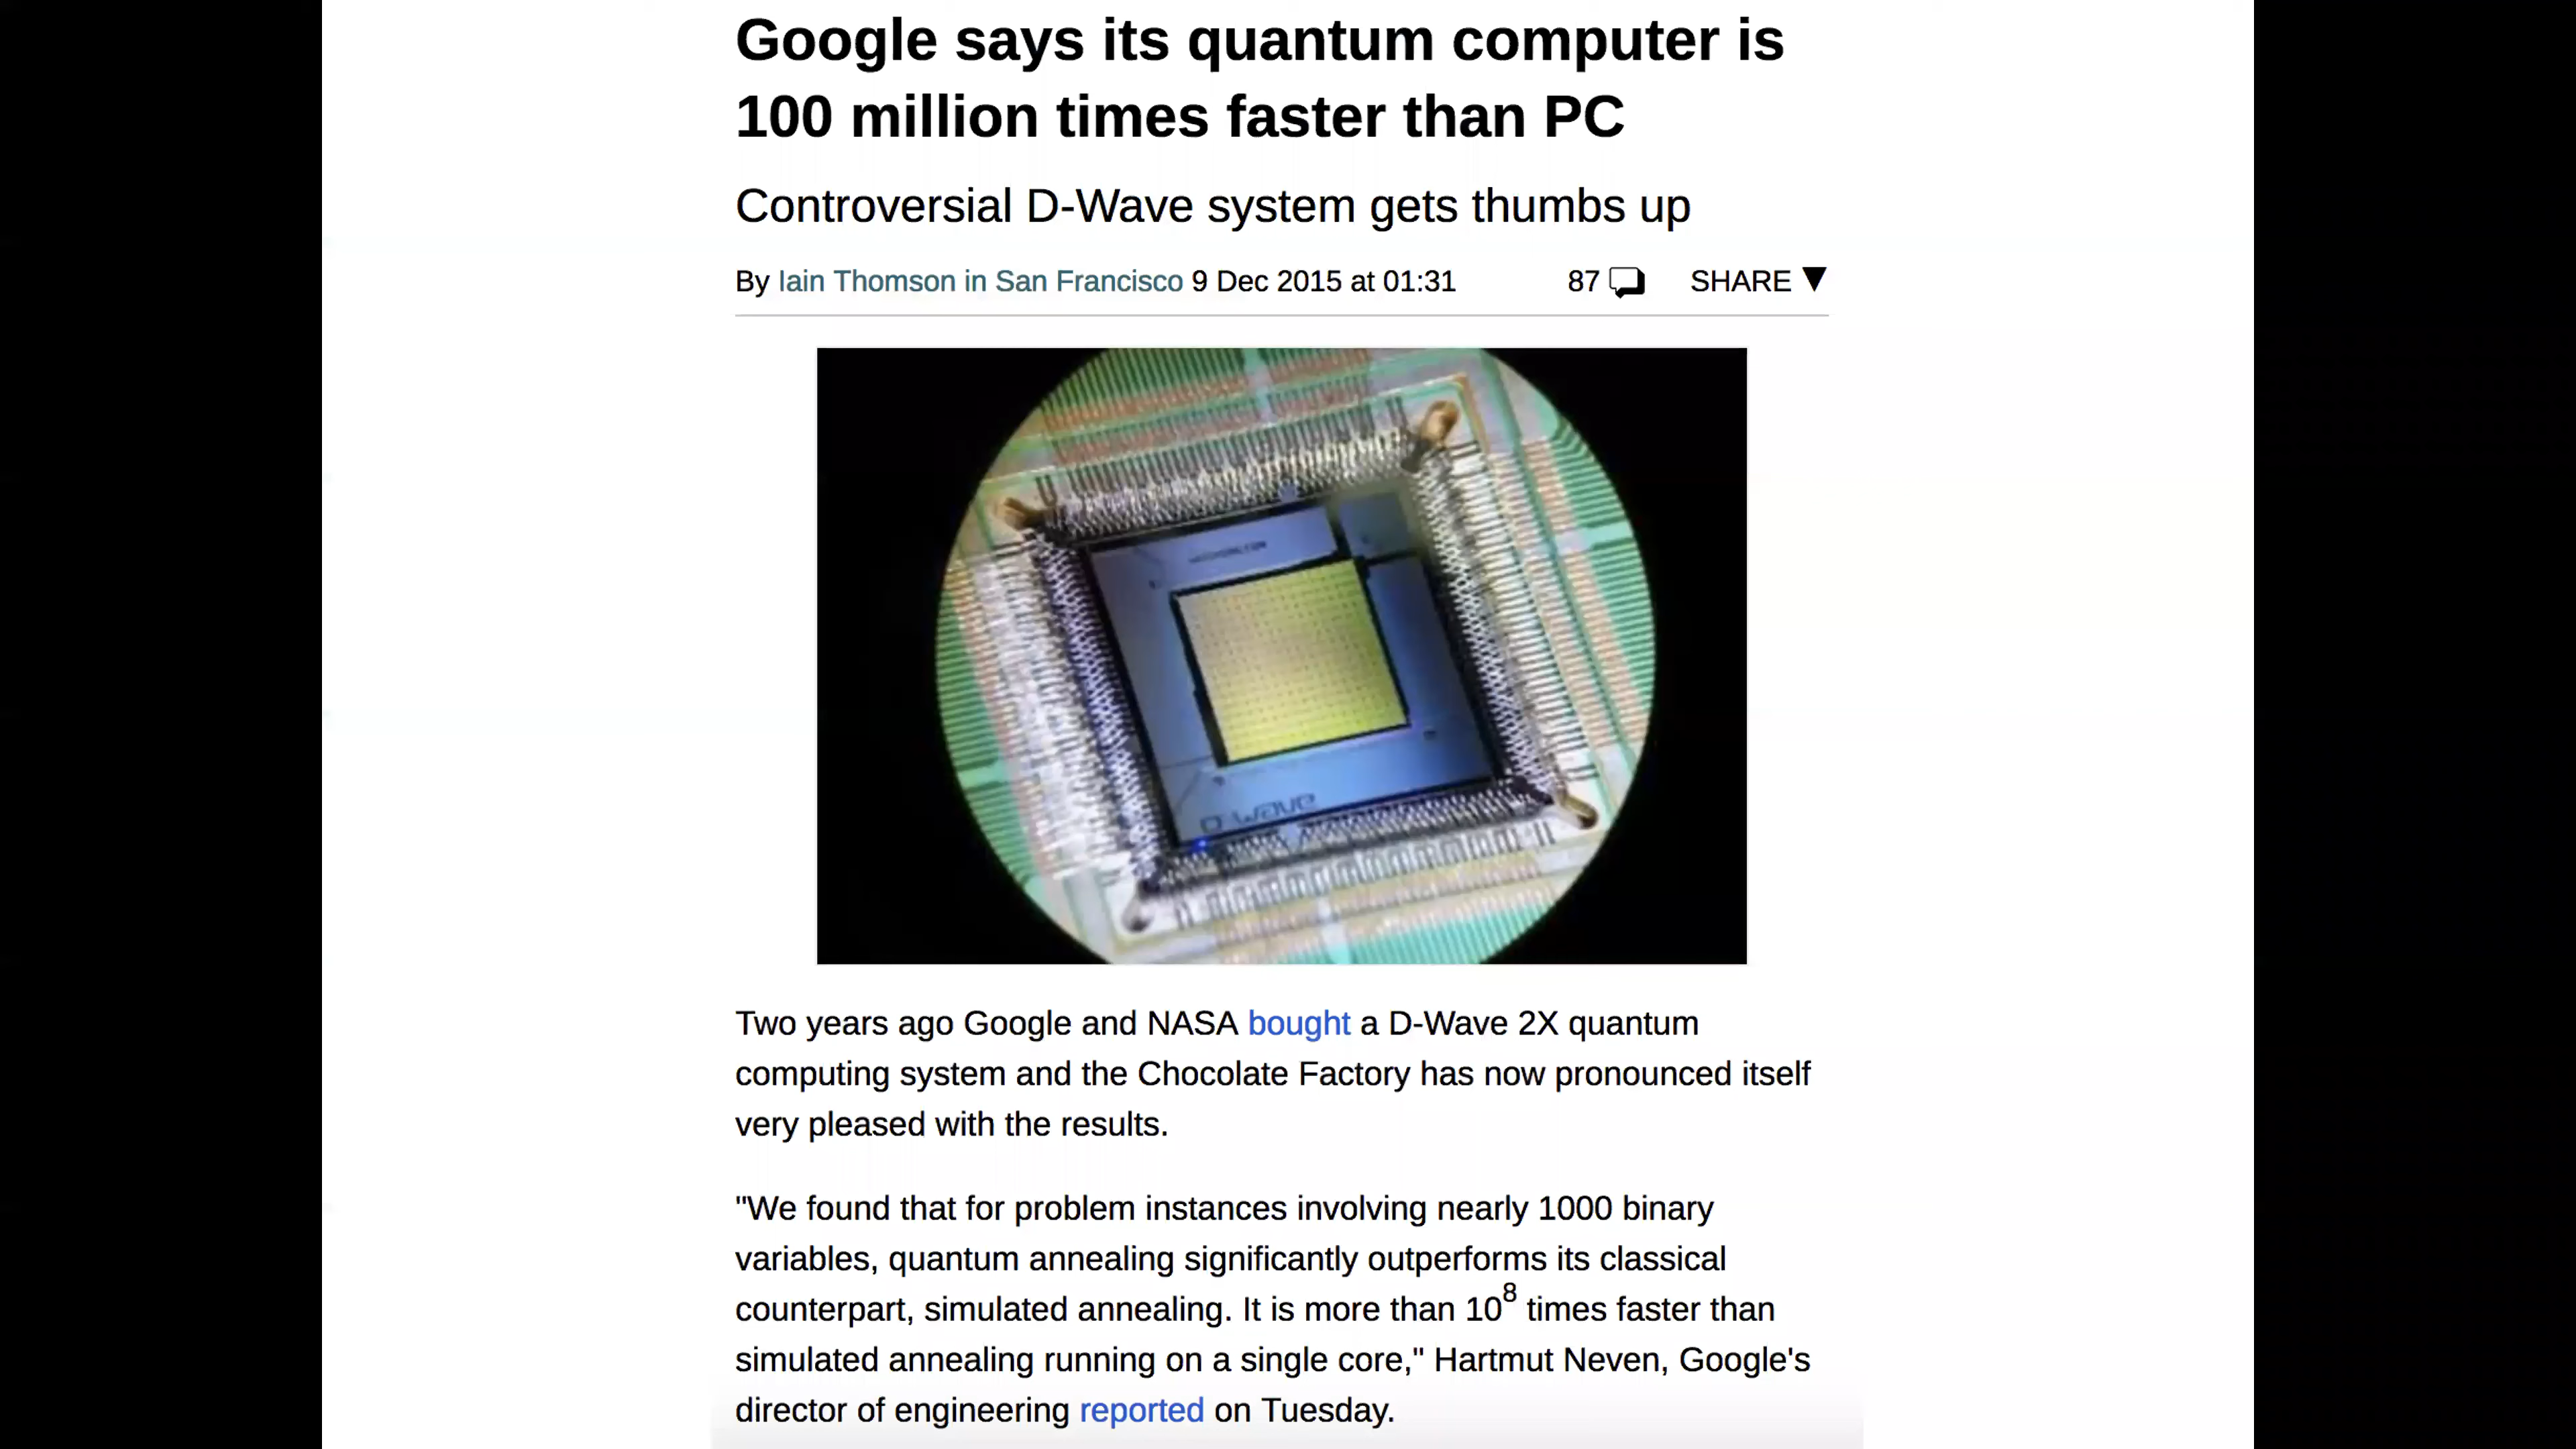 Google says its quantum computer is
100 million times faster than PC
Controversial D-Wave system gets thumbs up
By Iain Thomson in San Francisco 9 Dec 2015 at 01:31 87 SHARE ▼
D-Wave
Two years ago Google and NASA bought a D-Wave 2X quantum
computing system and the Chocolate Factory has now pronounced itself
very pleased with the results.
"We found that for problem instances involving nearly 1000 binary
variables, quantum annealing significantly outperforms its classical
counterpart, simulated annealing. It is more than 10⁸ times faster than
simulated annealing running on a single core," Hartmut Neven, Google's
director of engineering reported on Tuesday.